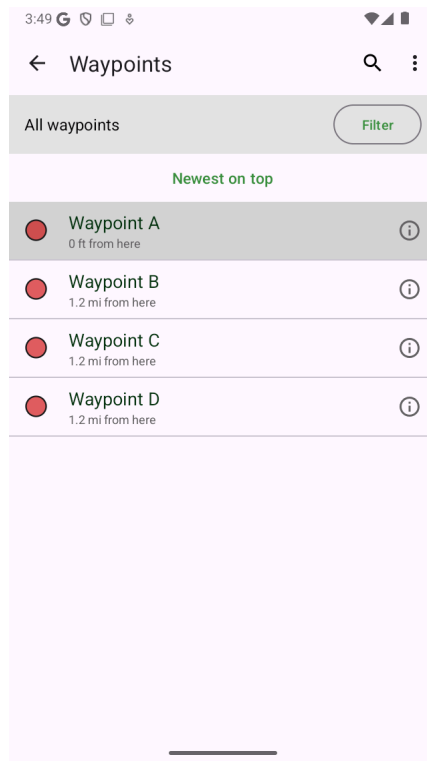 3:49
Waypoints
All waypoints
Filter
Newest on top
Waypoint A
0 ft from here
Waypoint B
1.2 mi from here
Waypoint C
1.2 mi from here
Waypoint D
1.2 mi from here